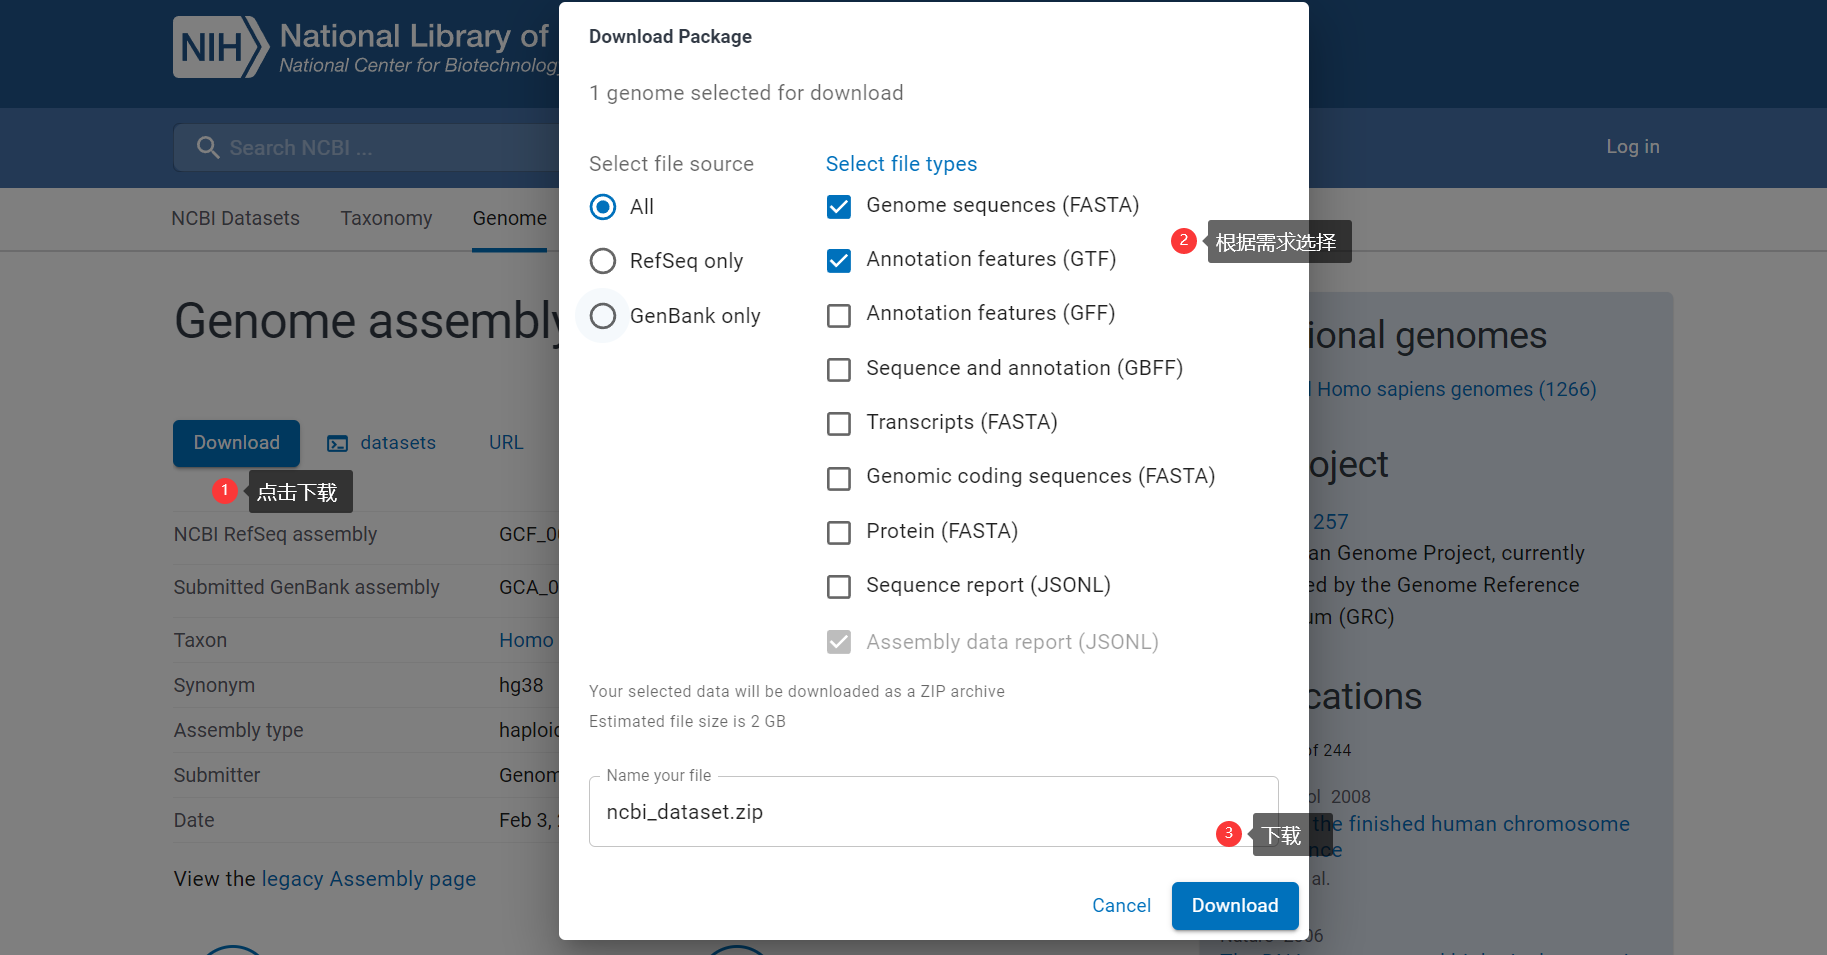 NIH National Library of
National Center for Biotechnology
Search NCBI ...
Log in
NCBI Datasets
Taxonomy
Genome
Genome assembly
Download
datasets
URL
1 点击下载
NCBI RefSeq assembly GCF_0
Submitted GenBank assembly GCA_0
Taxon Homo
Synonym hg38
Assembly type haploid
Submitter Genom
Date Feb 3,
View the legacy Assembly page
Download Package
1 genome selected for download
Select file source
All
RefSeq only
GenBank only
Select file types
Genome sequences (FASTA)
2 根据需求选择
Annotation features (GTF)
Annotation features (GFF)
Sequence and annotation (GBFF)
Transcripts (FASTA)
Genomic coding sequences (FASTA)
Protein (FASTA)
Sequence report (JSONL)
Assembly data report (JSONL)
Your selected data will be downloaded as a ZIP archive
Estimated file size is 2 GB
Name your file
ncbi_dataset.zip
3 下载
Cancel
Download
ional genomes
Homo sapiens genomes (1266)
oject
257
an Genome Project, currently
ed by the Genome Reference
um (GRC)
cations
of 244
ol 2008
the finished human chromosome
nce
al.